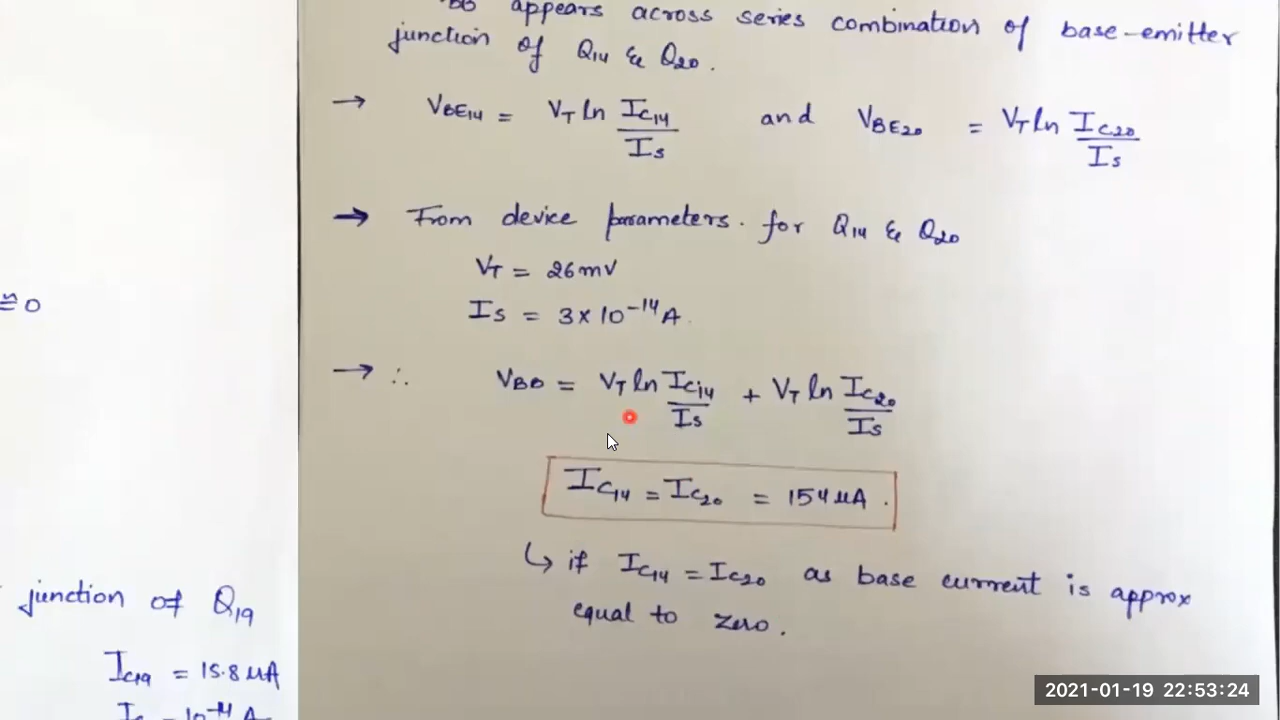 appears across series combination of base-emitter
junction of Q14 & Q20.
→ VBE14 = VT ln IC14/IS and VBE20 = VT ln IC20/IS
→ From device parameters. for Q14 & Q20
VT = 26mV
IS = 3×10⁻¹⁴A.
≅0
→ ∴ VBB = VT ln IC14/IS + VT ln IC20/IS
IC14 = IC20 = 154 μA.
↳ if IC14 = IC20 as base current is approx
equal to zero.
junction of Q19
IC19 = 15.8 μA
2021-01-19 22:53:24